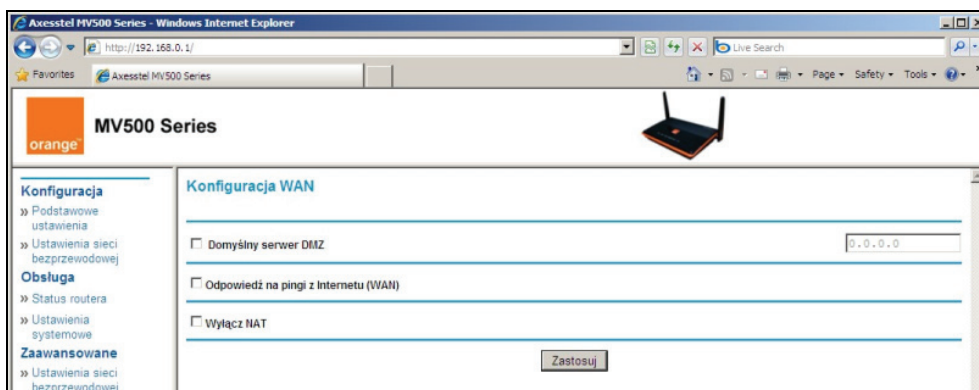 Axesstel MV500 Series - Windows Internet Explorer
http://192.168.0.1/
Live Search
Favorites
Axesstel MV500 Series
Page
Safety
Tools
orange™
MV500 Series
Konfiguracja
» Podstawowe
ustawienia
» Ustawienia sieci
bezprzewodowej
Obsługa
» Status routera
» Ustawienia
systemowe
Zaawansowane
» Ustawienia sieci
bezprzewodowej
Konfiguracja WAN
Domyślny serwer DMZ
0.0.0.0
Odpowiedź na pingi z Internetu (WAN)
Wyłącz NAT
Zastosuj